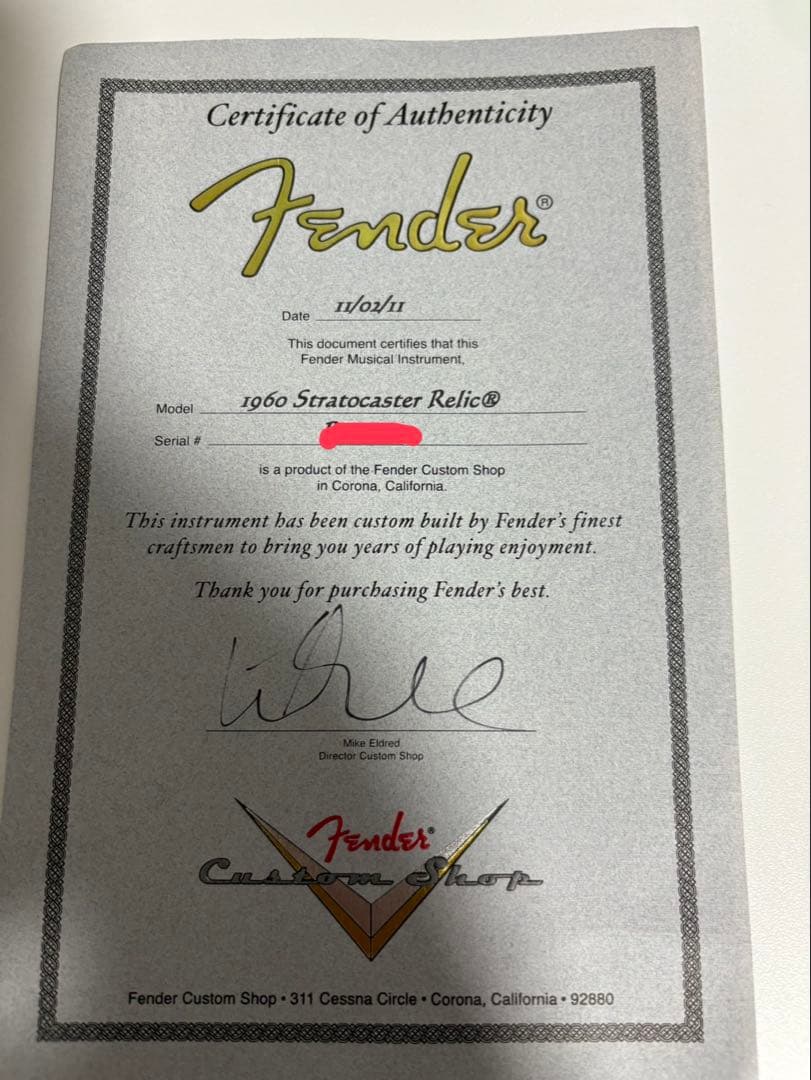 Certificate of Authenticity
Fender®
Date 11/02/11
This document certifies that this
Fender Musical Instrument,
Model 1960 Stratocaster Relic®
Serial #
is a product of the Fender Custom Shop
in Corona, California.
This instrument has been custom built by Fender's finest
craftsmen to bring you years of playing enjoyment.
Thank you for purchasing Fender's best.
Mike Eldred
Director Custom Shop
Fender®
Custom Shop
Fender Custom Shop • 311 Cessna Circle • Corona, California • 92880